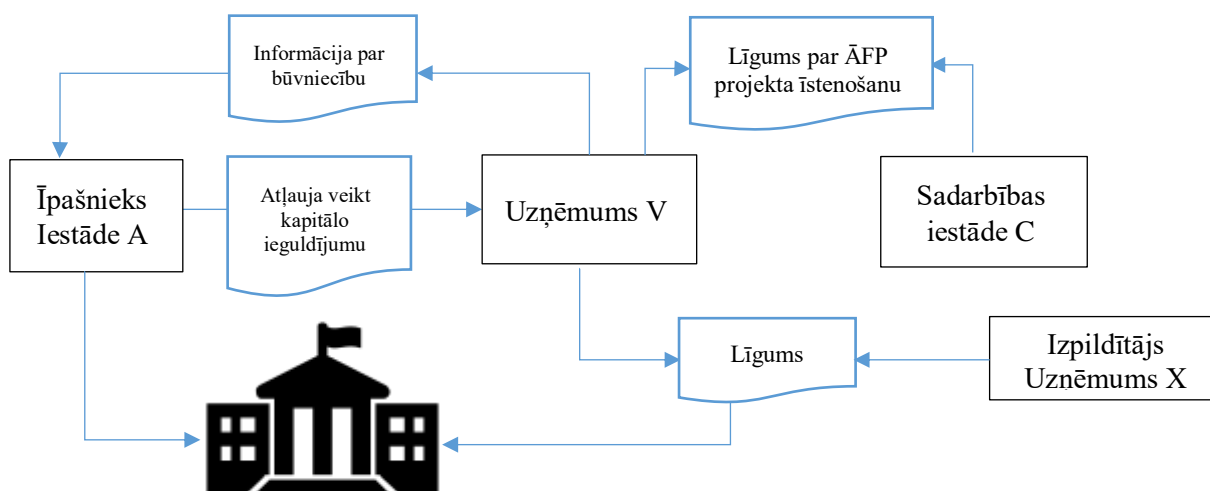 Informācija par
būvniecību
Līgums par ĀFP
projekta īstenošanu
Īpašnieks
Iestāde A
Atļauja veikt
kapitālo
ieguldījumu
Uzņēmums V
Sadarbības
iestāde C
Līgums
Izpildītājs
Uzņēmums X